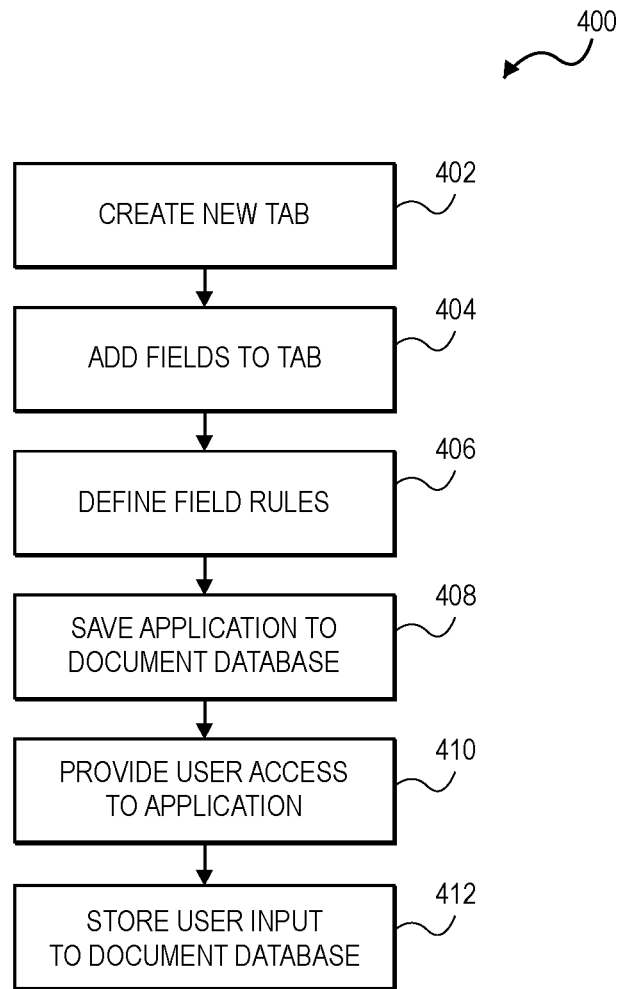 400
402
CREATE NEW TAB
404
ADD FIELDS TO TAB
406
DEFINE FIELD RULES
408
SAVE APPLICATION TO
DOCUMENT DATABASE
410
PROVIDE USER ACCESS
TO APPLICATION
412
STORE USER INPUT
TO DOCUMENT DATABASE